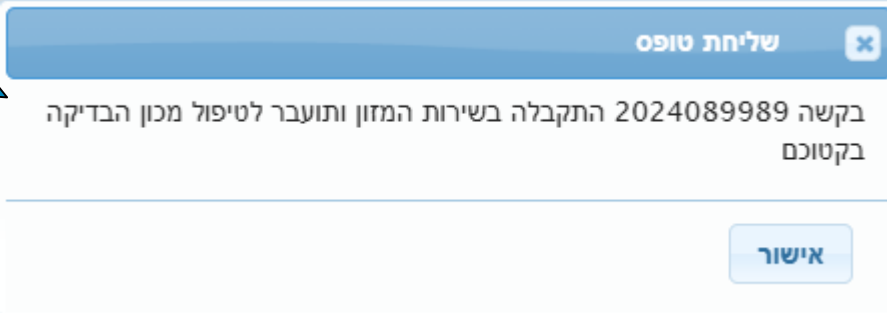 שליחת טופס
בקשה 2024089989 התקבלה בשירות המזון ותועבר לטיפול מכון הבדיקה
בקטוכם
אישור